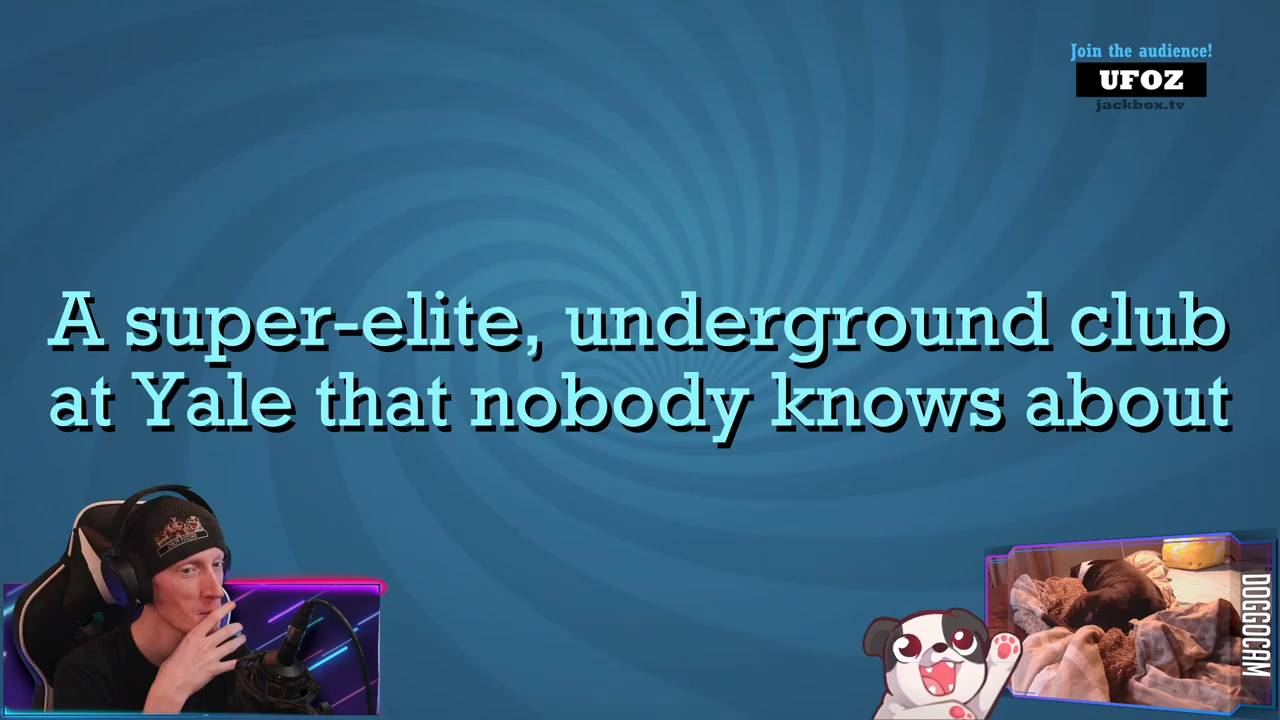 Join the audience!
UFOZ
jackbox.tv
A super-elite, underground club
at Yale that nobody knows about
DOGGOCAM